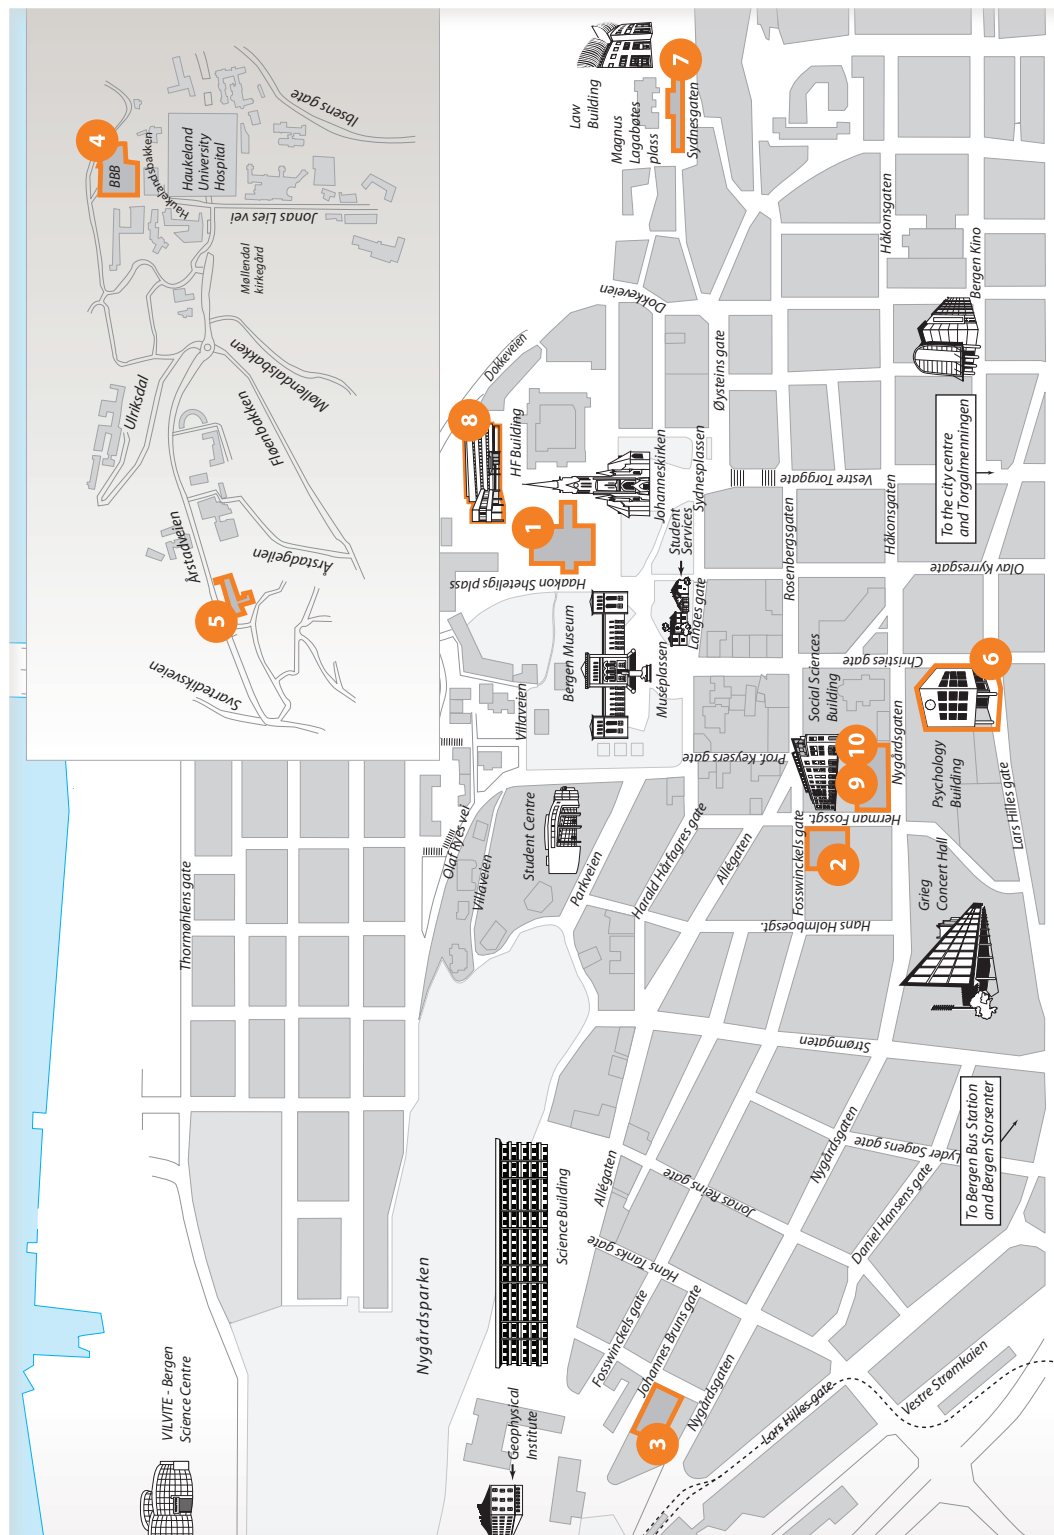 Ibsens gate
4
BBB
Haukelandsbakken
Haukeland
University
Hospital
Jonas Lies vei
Møllendal
kirkegård
Ulriksdal
Møllendalsbakken
Fløenbakken
Årstadveien
Årstadgeilen
5
Svartediksveien
Law
Building
Magnus
Lagabøtes
plass
7
Sydnesgaten
Dokkeveien
Dokkeveien
8
HF Building
1
Johanneskirken
Sydnesplassen
Student
Services
Haakon Sheteligs plass
Øysteins gate
Vestre Torggate
Håkonsgaten
Bergen Kino
To the city centre
and Torgalmenningen
Håkonsgaten
Rosenbergsgaten
Olav Kyrresgate
Langes gate
Bergen Museum
Muséplassen
Villaveien
Christies gate
Social Sciences
Building
6
Prof. Keysers gate
9
10
Nygårdsgaten
Psychology
Building
Lars Hilles gate
Herman Fossgt.
Fosswinckels gate
2
Hans Holmboesgt.
Grieg
Concert Hall
Olaf Ryes vei
Villaveien
Student Centre
Parkveien
Harald Hårfagres gate
Allégaten
Thormøhlens gate
Strømgaten
Nygårdsgaten
Lyder Sagens gate
To Bergen Bus Station
and Bergen Storsenter
Daniel Hansens gate
Allégaten
Jonas Reins gate
Science Building
Hans Tanks gate
Nygårdsparken
Fosswinckels gate
Johannes Bruns gate
3
Nygårdsgaten
Lars Hilles gate
Vestre Strømkaien
Geophysical
Institute
VILVITE - Bergen
Science Centre